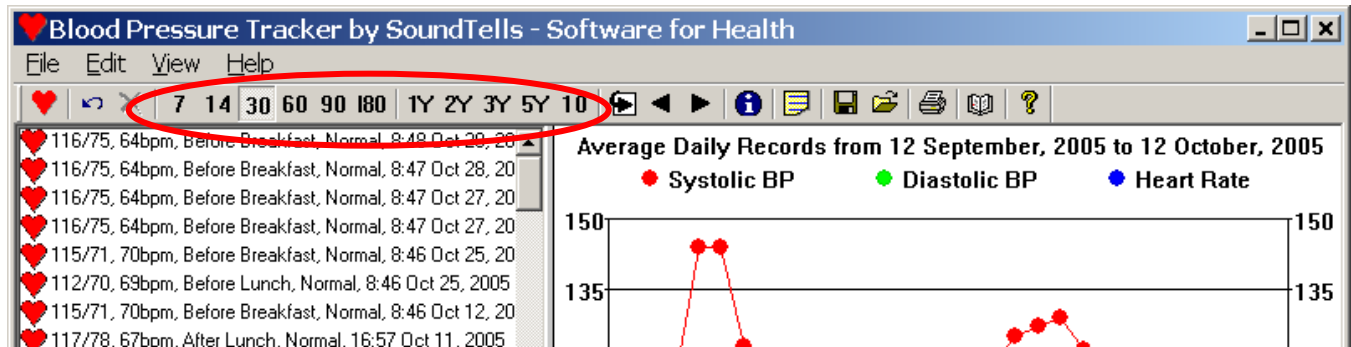 Blood Pressure Tracker by SoundTells - Software for Health
File Edit View Help
7 14 30 60 90 180 1Y 2Y 3Y 5Y 10
116/75, 64bpm, Before Breakfast, Normal, 8:48 Oct 29, 20
116/75, 64bpm, Before Breakfast, Normal, 8:47 Oct 28, 20
116/75, 64bpm, Before Breakfast, Normal, 8:47 Oct 27, 20
116/75, 64bpm, Before Breakfast, Normal, 8:47 Oct 27, 20
115/71, 70bpm, Before Breakfast, Normal, 8:46 Oct 25, 20
112/70, 69bpm, Before Lunch, Normal, 8:46 Oct 25, 2005
115/71, 70bpm, Before Breakfast, Normal, 8:46 Oct 12, 20
117/78, 67bpm, After Lunch, Normal, 16:57 Oct 11, 2005
Average Daily Records from 12 September, 2005 to 12 October, 2005
Systolic BP Diastolic BP Heart Rate
150 150
135 135